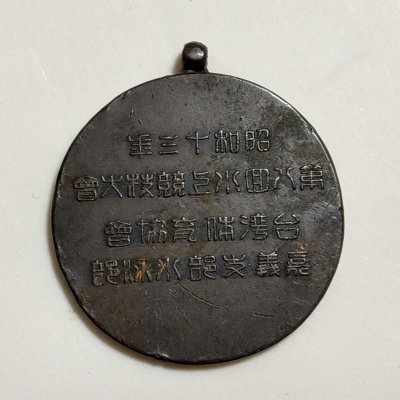 昭和十三年
第八回水上競技大會
台湾体育協會
嘉義支部水泳部